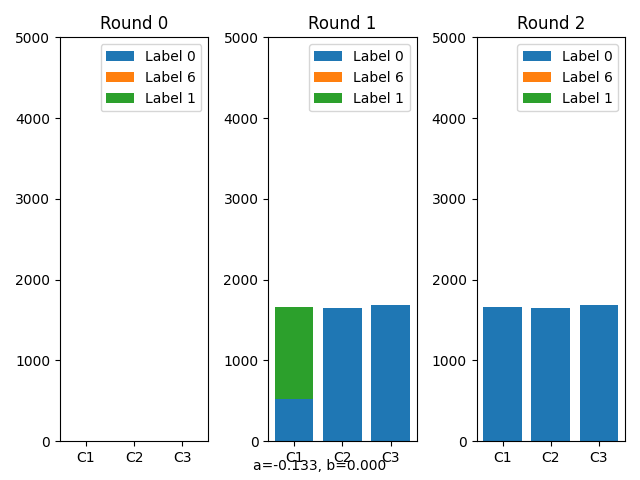 Round 0
5000
4000
3000
2000
1000
0
Label 0
Label 6
Label 1
C1 C2 C3
Round 1
5000
4000
3000
2000
1000
0
Label 0
Label 6
Label 1
C1 C2 C3
Round 2
5000
4000
3000
2000
1000
0
Label 0
Label 6
Label 1
C1 C2 C3
a=-0.133, b=0.000